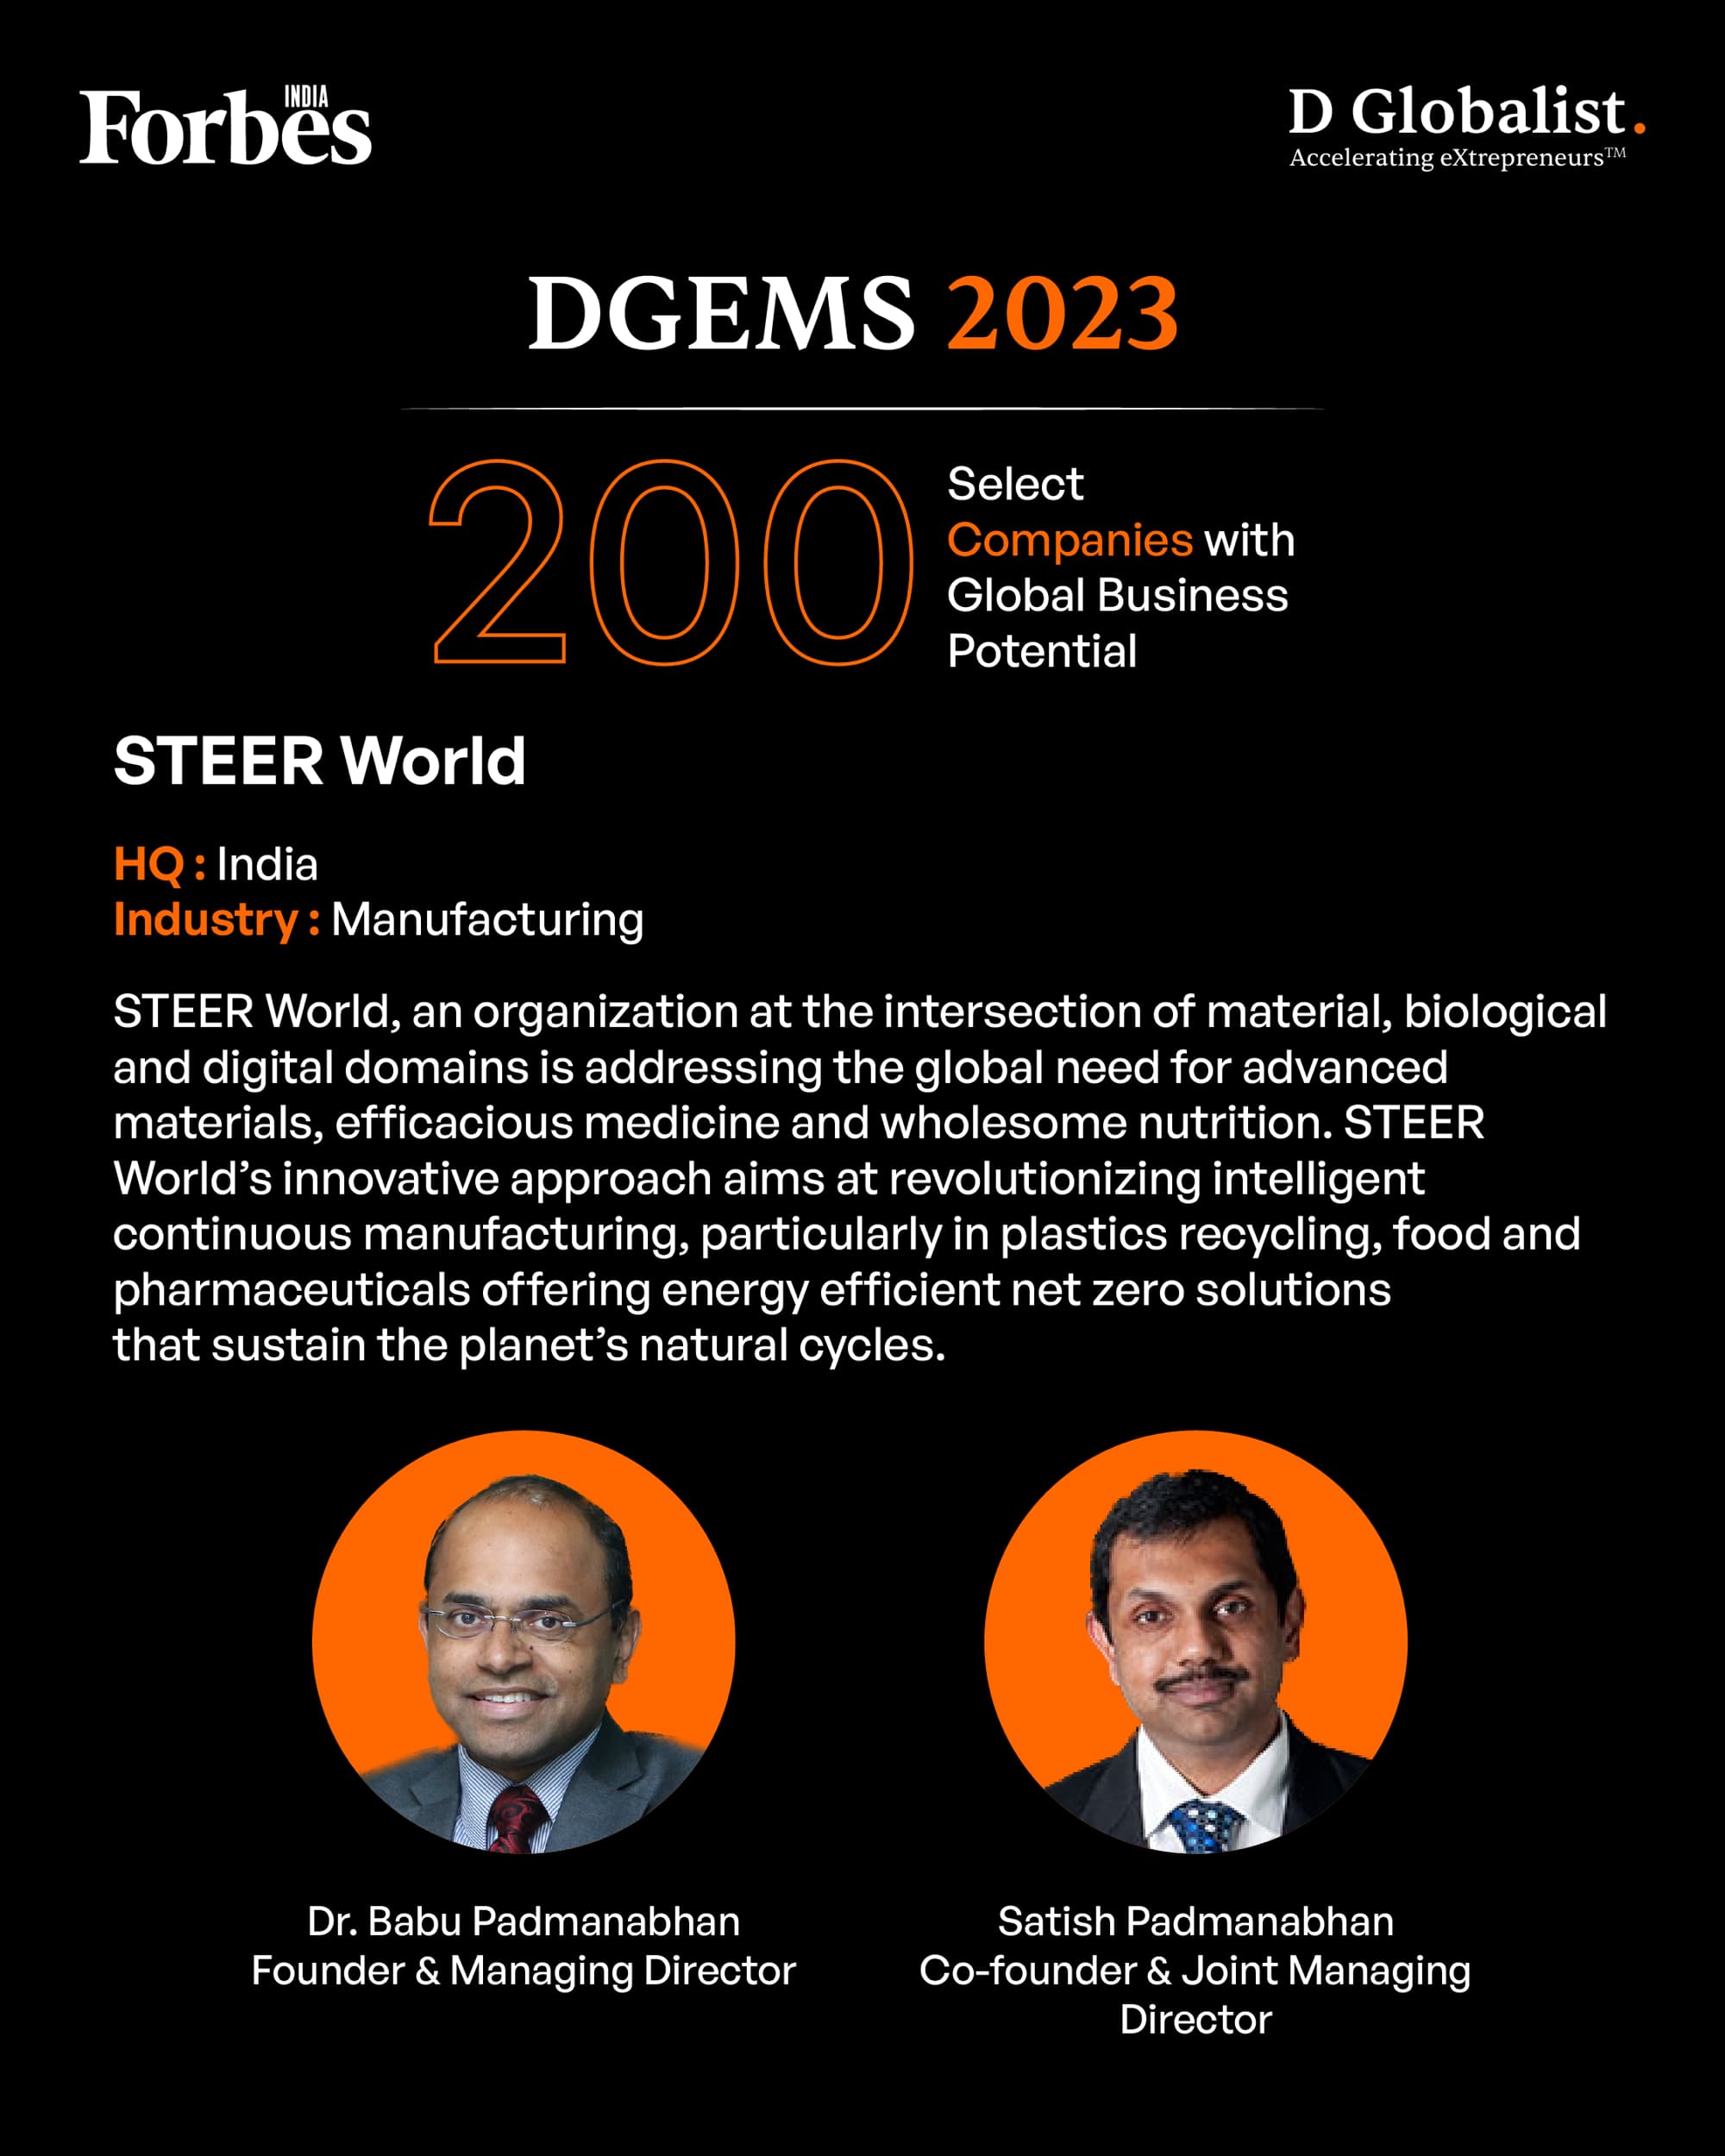 Forbes INDIA
D Globalist.
Accelerating eXtrepreneurs™
DGEMS 2023
200
Select
Companies with
Global Business
Potential
STEER World
HQ : India
Industry : Manufacturing
STEER World, an organization at the intersection of material, biological
and digital domains is addressing the global need for advanced
materials, efficacious medicine and wholesome nutrition. STEER
World’s innovative approach aims at revolutionizing intelligent
continuous manufacturing, particularly in plastics recycling, food and
pharmaceuticals offering energy efficient net zero solutions
that sustain the planet’s natural cycles.
Dr. Babu Padmanabhan
Founder & Managing Director
Satish Padmanabhan
Co-founder & Joint Managing
Director